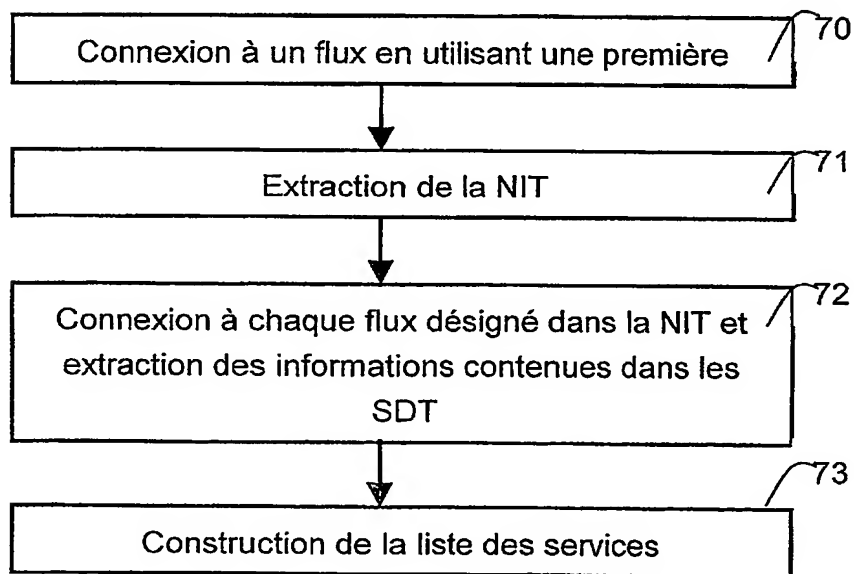 70
Connexion à un flux en utilisant une première
71
Extraction de la NIT
72
Connexion à chaque flux désigné dans la NIT et
extraction des informations contenues dans les
SDT
73
Construction de la liste des services